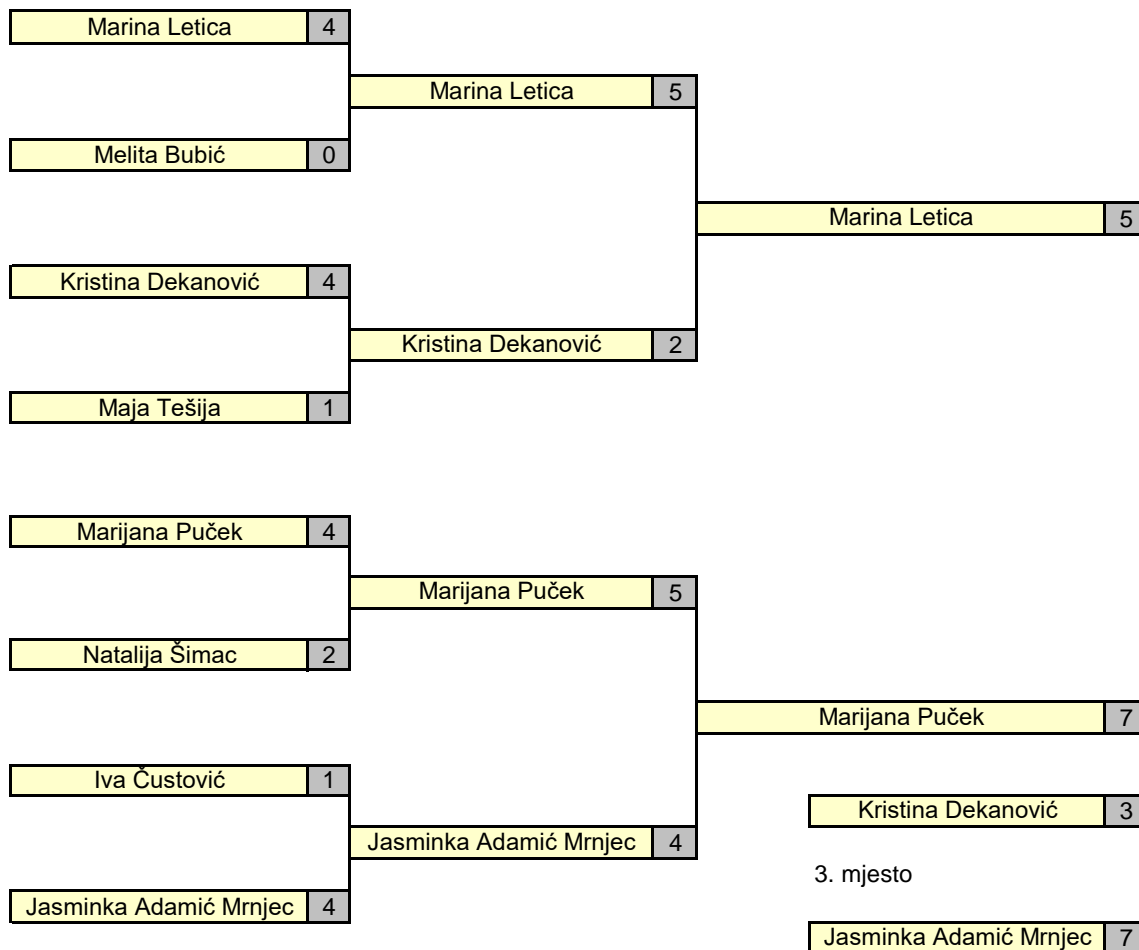 Marina Letica 4
Marina Letica 5
Melita Bubić 0
Marina Letica 5
Kristina Dekanović 4
Kristina Dekanović 2
Maja Tešija 1
Marijana Puček 4
Marijana Puček 5
Natalija Šimac 2
Marijana Puček 7
Iva Čustović 1
Kristina Dekanović 3
Jasminka Adamić Mrnjec 4
3. mjesto
Jasminka Adamić Mrnjec 4
Jasminka Adamić Mrnjec 7